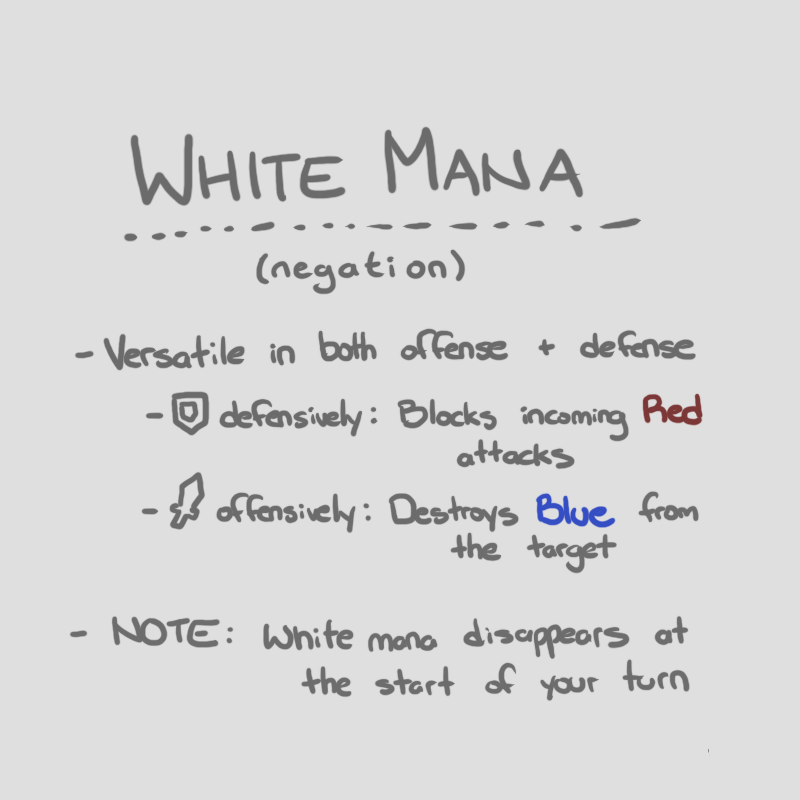 WHITE MANA
(negation)
- Versatile in both offense + defense
- defensively: Blocks incoming Red
attacks
- offensively: Destroys Blue from
the target
- NOTE: White mana disappears at
the start of your turn